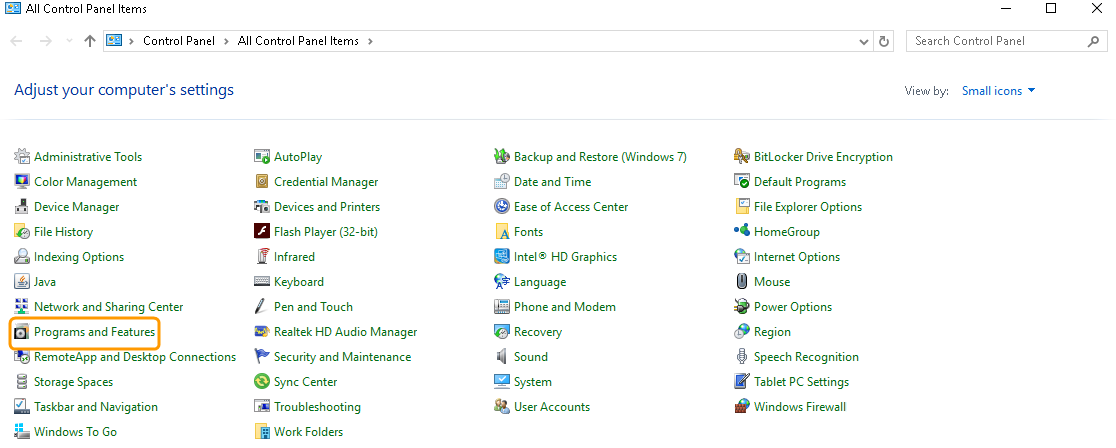 All Control Panel Items
Control Panel > All Control Panel Items >
Search Control Panel
Adjust your computer's settings
View by: Small icons
Administrative Tools
AutoPlay
Backup and Restore (Windows 7)
BitLocker Drive Encryption
Color Management
Credential Manager
Date and Time
Default Programs
Device Manager
Devices and Printers
Ease of Access Center
File Explorer Options
File History
Flash Player (32-bit)
Fonts
HomeGroup
Indexing Options
Infrared
Intel® HD Graphics
Internet Options
Java
Keyboard
Language
Mouse
Network and Sharing Center
Pen and Touch
Phone and Modem
Power Options
Programs and Features
Realtek HD Audio Manager
Recovery
Region
RemoteApp and Desktop Connections
Security and Maintenance
Sound
Speech Recognition
Storage Spaces
Sync Center
System
Tablet PC Settings
Taskbar and Navigation
Troubleshooting
User Accounts
Windows Firewall
Windows To Go
Work Folders